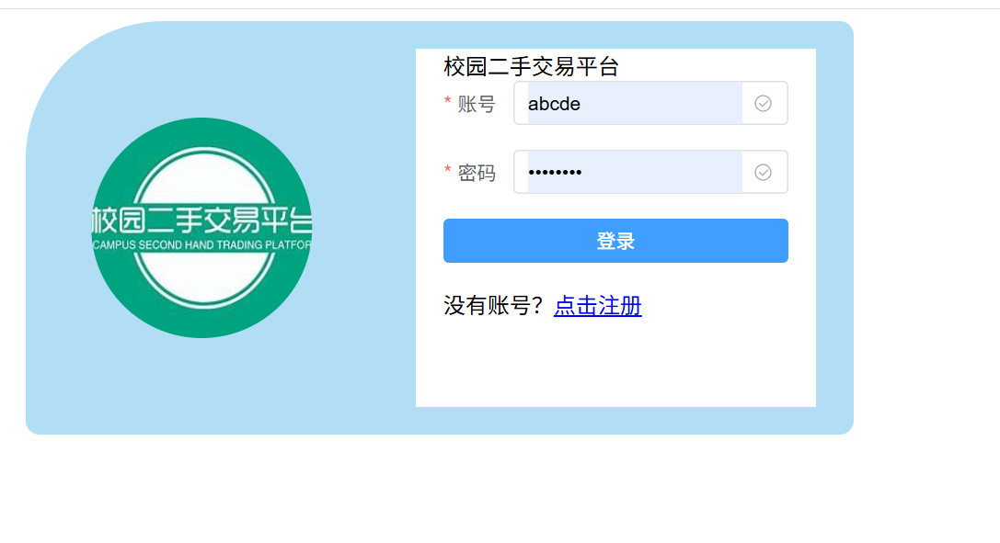 校园二手交易平台
CAMPUS SECOND HAND TRADING PLATFOR
校园二手交易平台
* 账号 abcde
* 密码 ••••••••
登录
没有账号？点击注册